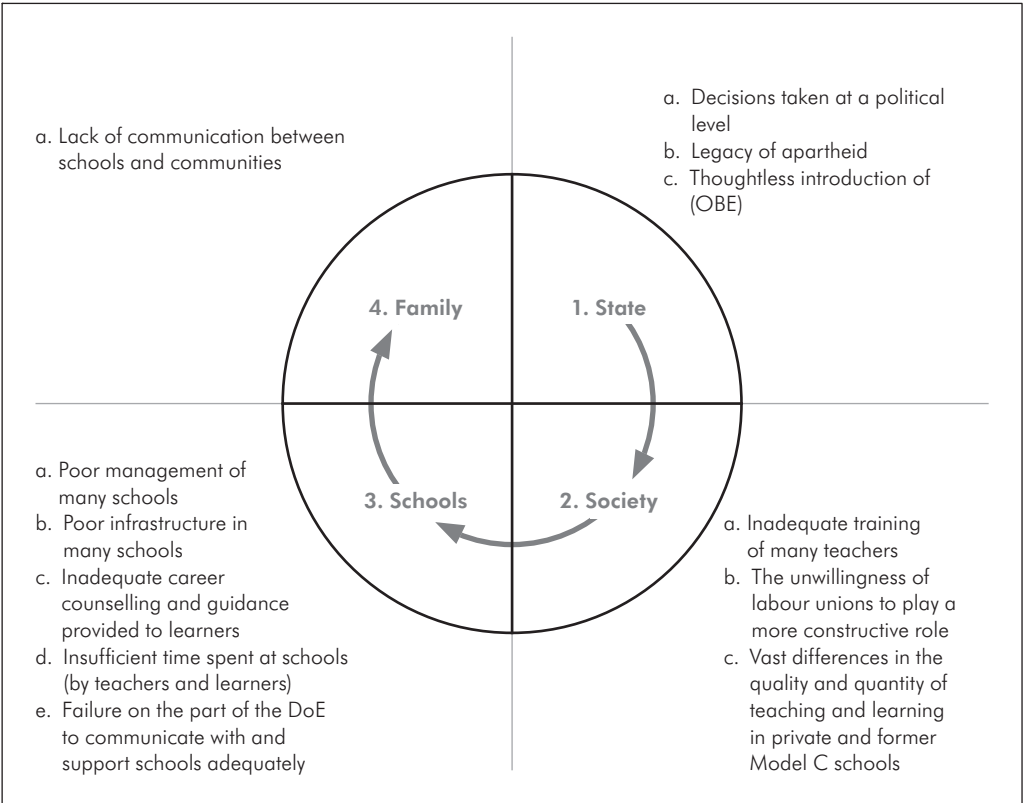 a. Lack of communication between
schools and communities
a. Decisions taken at a political
level
b. Legacy of apartheid
c. Thoughtless introduction of
(OBE)
4. Family
1. State
3. Schools
2. Society
a. Poor management of
many schools
b. Poor infrastructure in
many schools
c. Inadequate career
counselling and guidance
provided to learners
d. Insufficient time spent at schools
(by teachers and learners)
e. Failure on the part of the DoE
to communicate with and
support schools adequately
a. Inadequate training
of many teachers
b. The unwillingness of
labour unions to play a
more constructive role
c. Vast differences in the
quality and quantity of
teaching and learning
in private and former
Model C schools